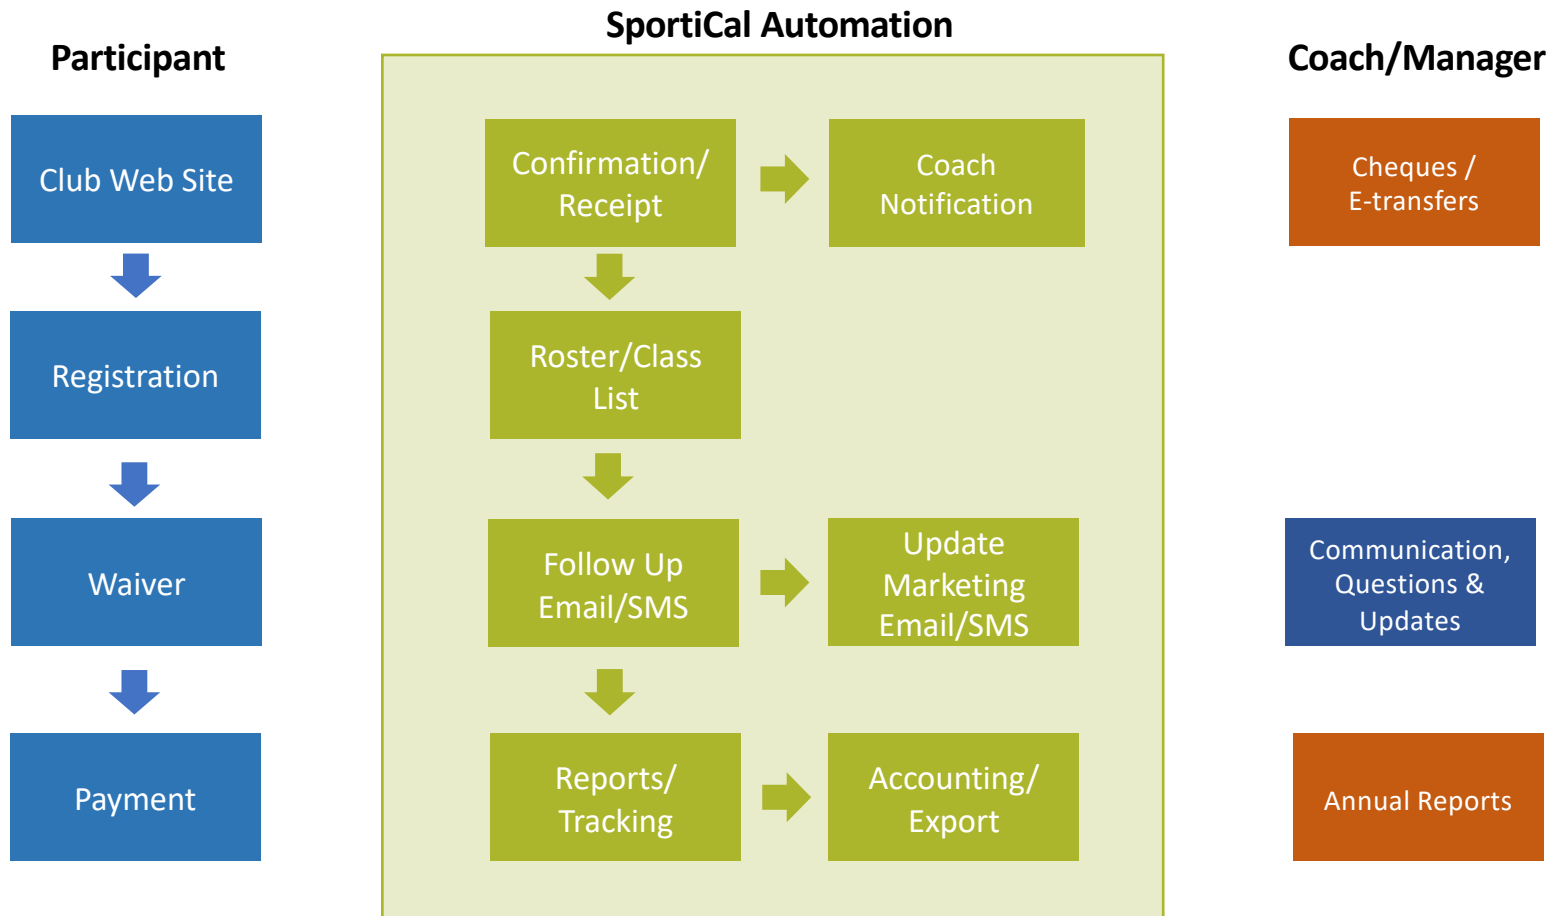 SportiCal Automation
Participant
Coach/Manager
Club Web Site
Registration
Waiver
Payment
Confirmation/
Receipt
Coach
Notification
Roster/Class
List
Follow Up
Email/SMS
Update
Marketing
Email/SMS
Reports/
Tracking
Accounting/
Export
Cheques /
E-transfers
Communication,
Questions &
Updates
Annual Reports